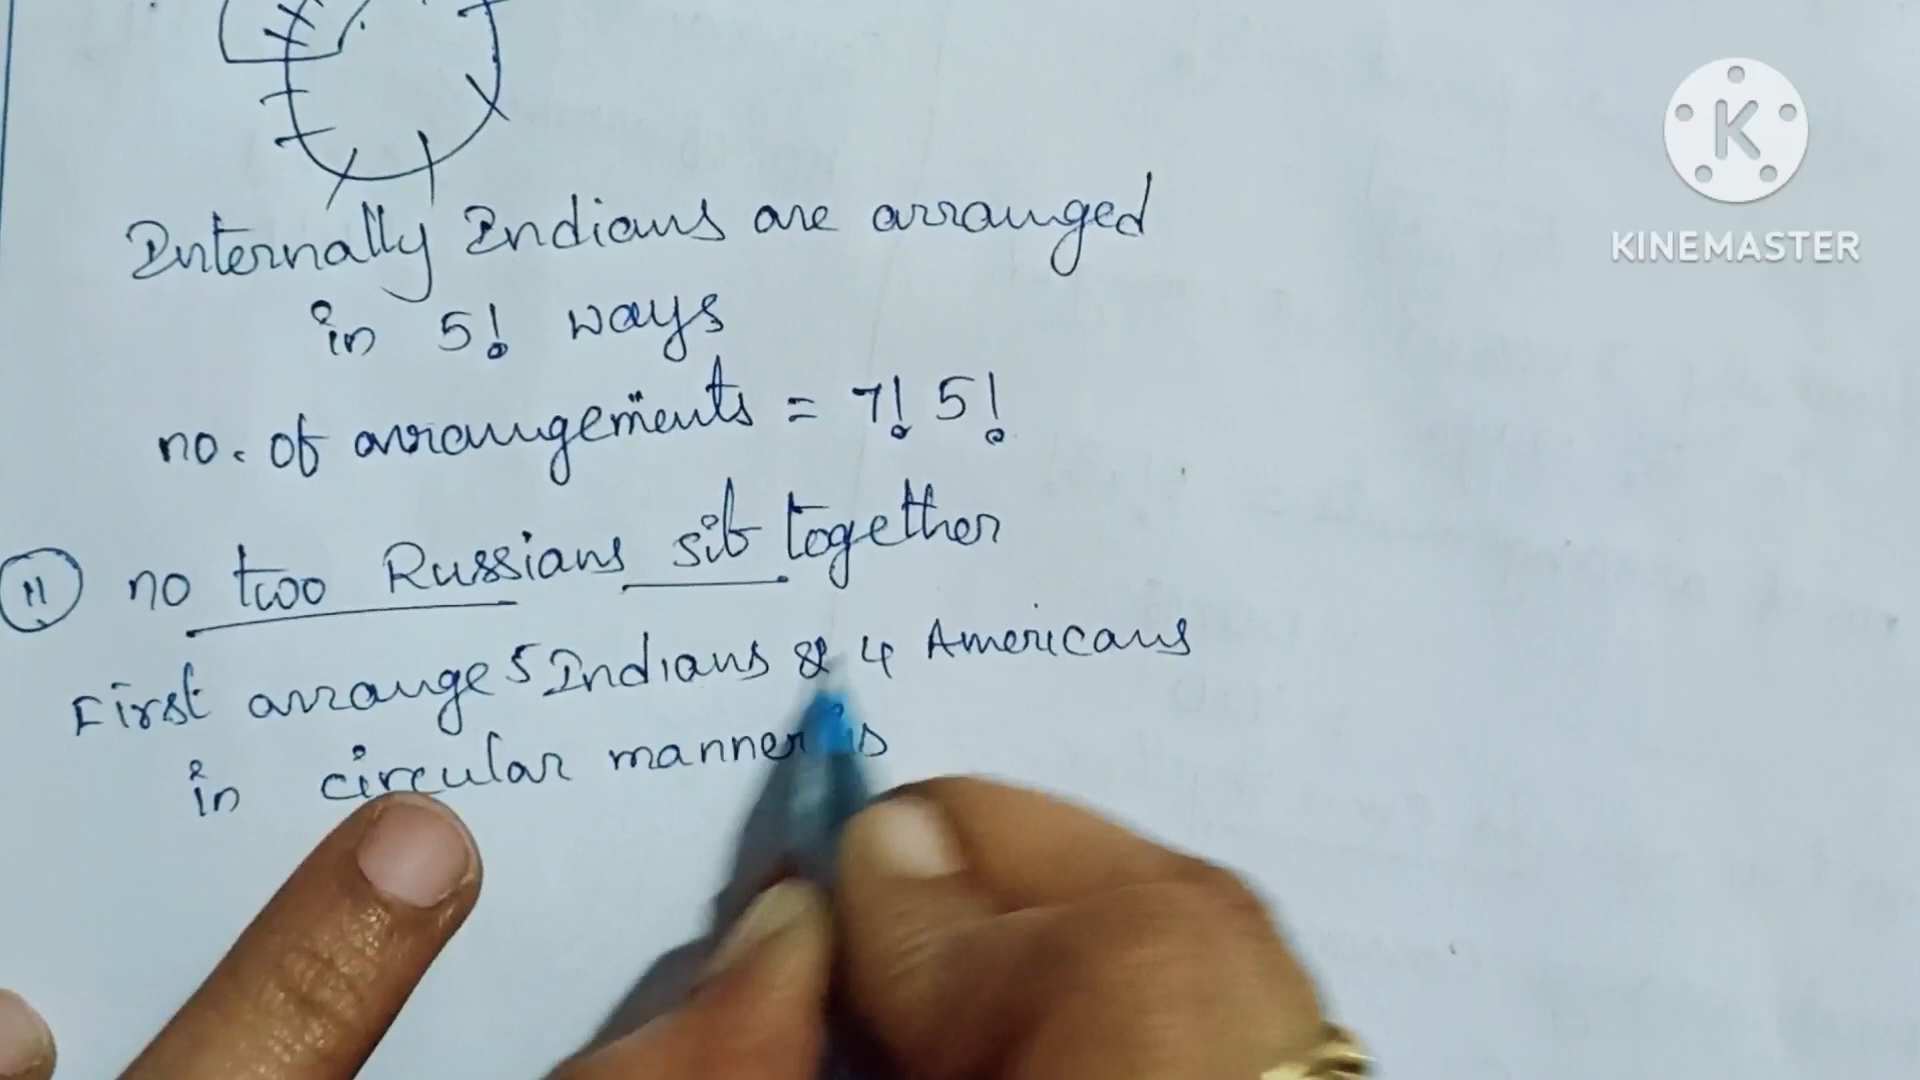 K
KINEMASTER
Internally Indians are arranged
in 5! ways
no. of arrangements = 7! 5!
II no two Russians sit together
First arrange 5 Indians & 4 Americans
in circular manner is